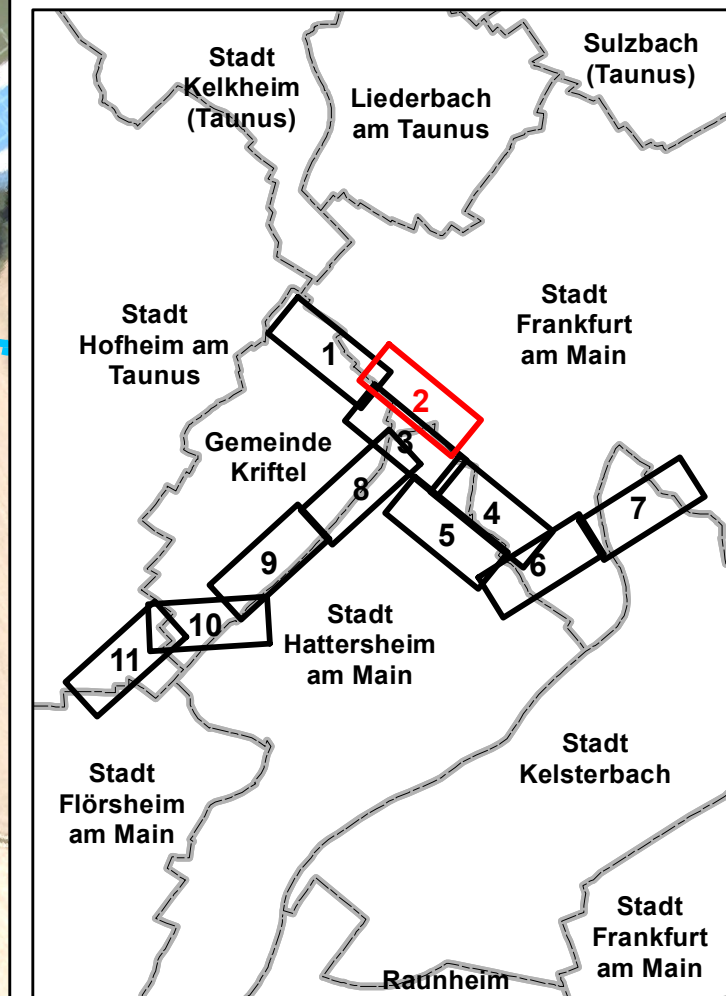 Stadt
Kelkheim
(Taunus)
Liederbach
am Taunus
Sulzbach
(Taunus)
Stadt
Hofheim am
Taunus
Stadt
Frankfurt
am Main
1
2
3
Gemeinde
Kriftel
8
4
7
5
6
9
10
11
Stadt
Hattersheim
am Main
Stadt
Kelsterbach
Stadt
Flörsheim
am Main
Stadt
Frankfurt
am Main
Raunheim